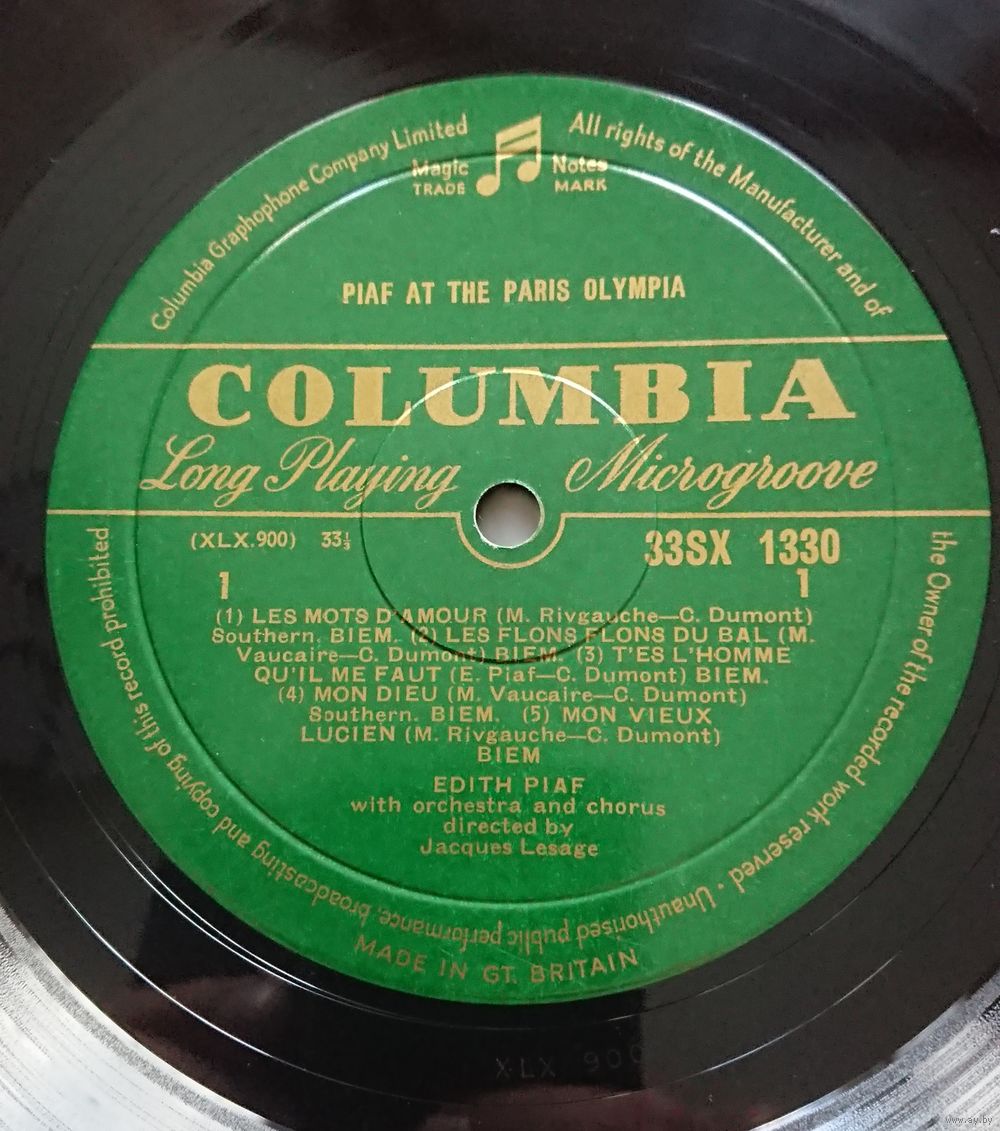 Columbia Graphophone Company Limited
All rights of the Manufacturer and of
the Owner of the recorded work reserved · Unauthorised public performance, broadcasting and copying of this record prohibited
Magic Notes
TRADE MARK
PIAF AT THE PARIS OLYMPIA
COLUMBIA
Long Playing Microgroove
(XLX.900) 33⅓ 33SX 1330
1 1
(1) LES MOTS D'AMOUR (M. Rivgauche—C. Dumont)
Southern. BIEM. (2) LES FLONS FLONS DU BAL (M.
Vaucaire—C. Dumont) BIEM. (3) T'ES L'HOMME
QU'IL ME FAUT (E. Piaf—C. Dumont) BIEM.
(4) MON DIEU (M. Vaucaire—C. Dumont)
Southern. BIEM. (5) MON VIEUX
LUCIEN (M. Rivgauche—C. Dumont)
BIEM
EDITH PIAF
with orchestra and chorus
directed by
Jacques Lesage
MADE IN GT. BRITAIN
XLX 900
www.ay.by